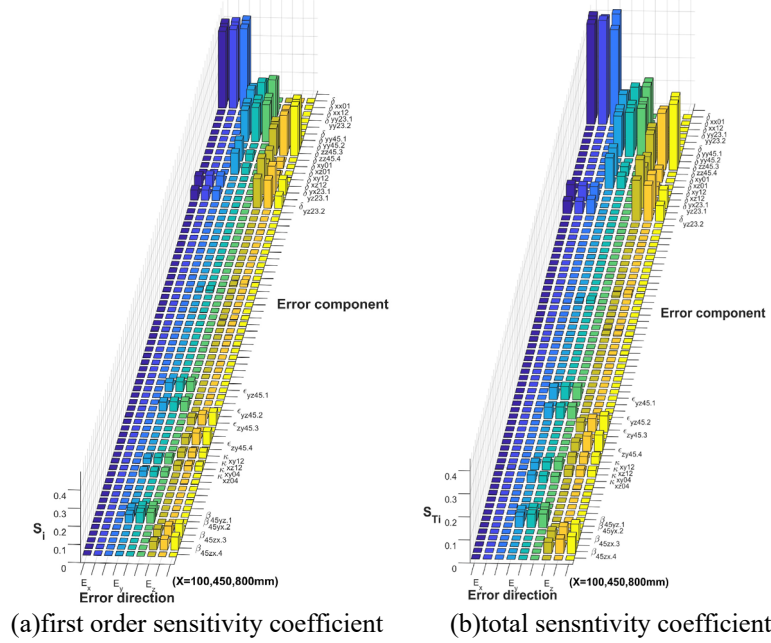 δxx01
δxx12
δyy23.1
δyy23.2
δyy45.1
δyy45.2
δzz45.3
δzz45.4
δxy01
δxz01
δxy12
δxz12
δyx23.1
δyz23.1
δyz23.2
Error component
ϵyz45.1
ϵyz45.2
ϵzy45.3
ϵzy45.4
κxy12
κxz12
κxy04
κxz04
β45yz.1
β45yx.2
β45zx.3
β45zx.4
0.4
0.3
0.2
0.1
0
Si
Ex
Ey
Ez
(X=100,450,800mm)
Error direction
(a)first order sensitivity coefficient
δxx01
δxx12
δyy23.1
δyy23.2
δyy45.1
δyy45.2
δzz45.3
δzz45.4
δxy01
δxz01
δxy12
δxz12
δyx23.1
δyz23.1
δyz23.2
Error component
ϵyz45.1
ϵyz45.2
ϵzy45.3
ϵzy45.4
κxy12
κxz12
κxy04
κxz04
β45yz.1
β45yx.2
β45zx.3
β45zx.4
0.4
0.3
0.2
0.1
0
STi
Ex
Ey
Ez
(X=100,450,800mm)
Error direction
(b)total sensntivity coefficient